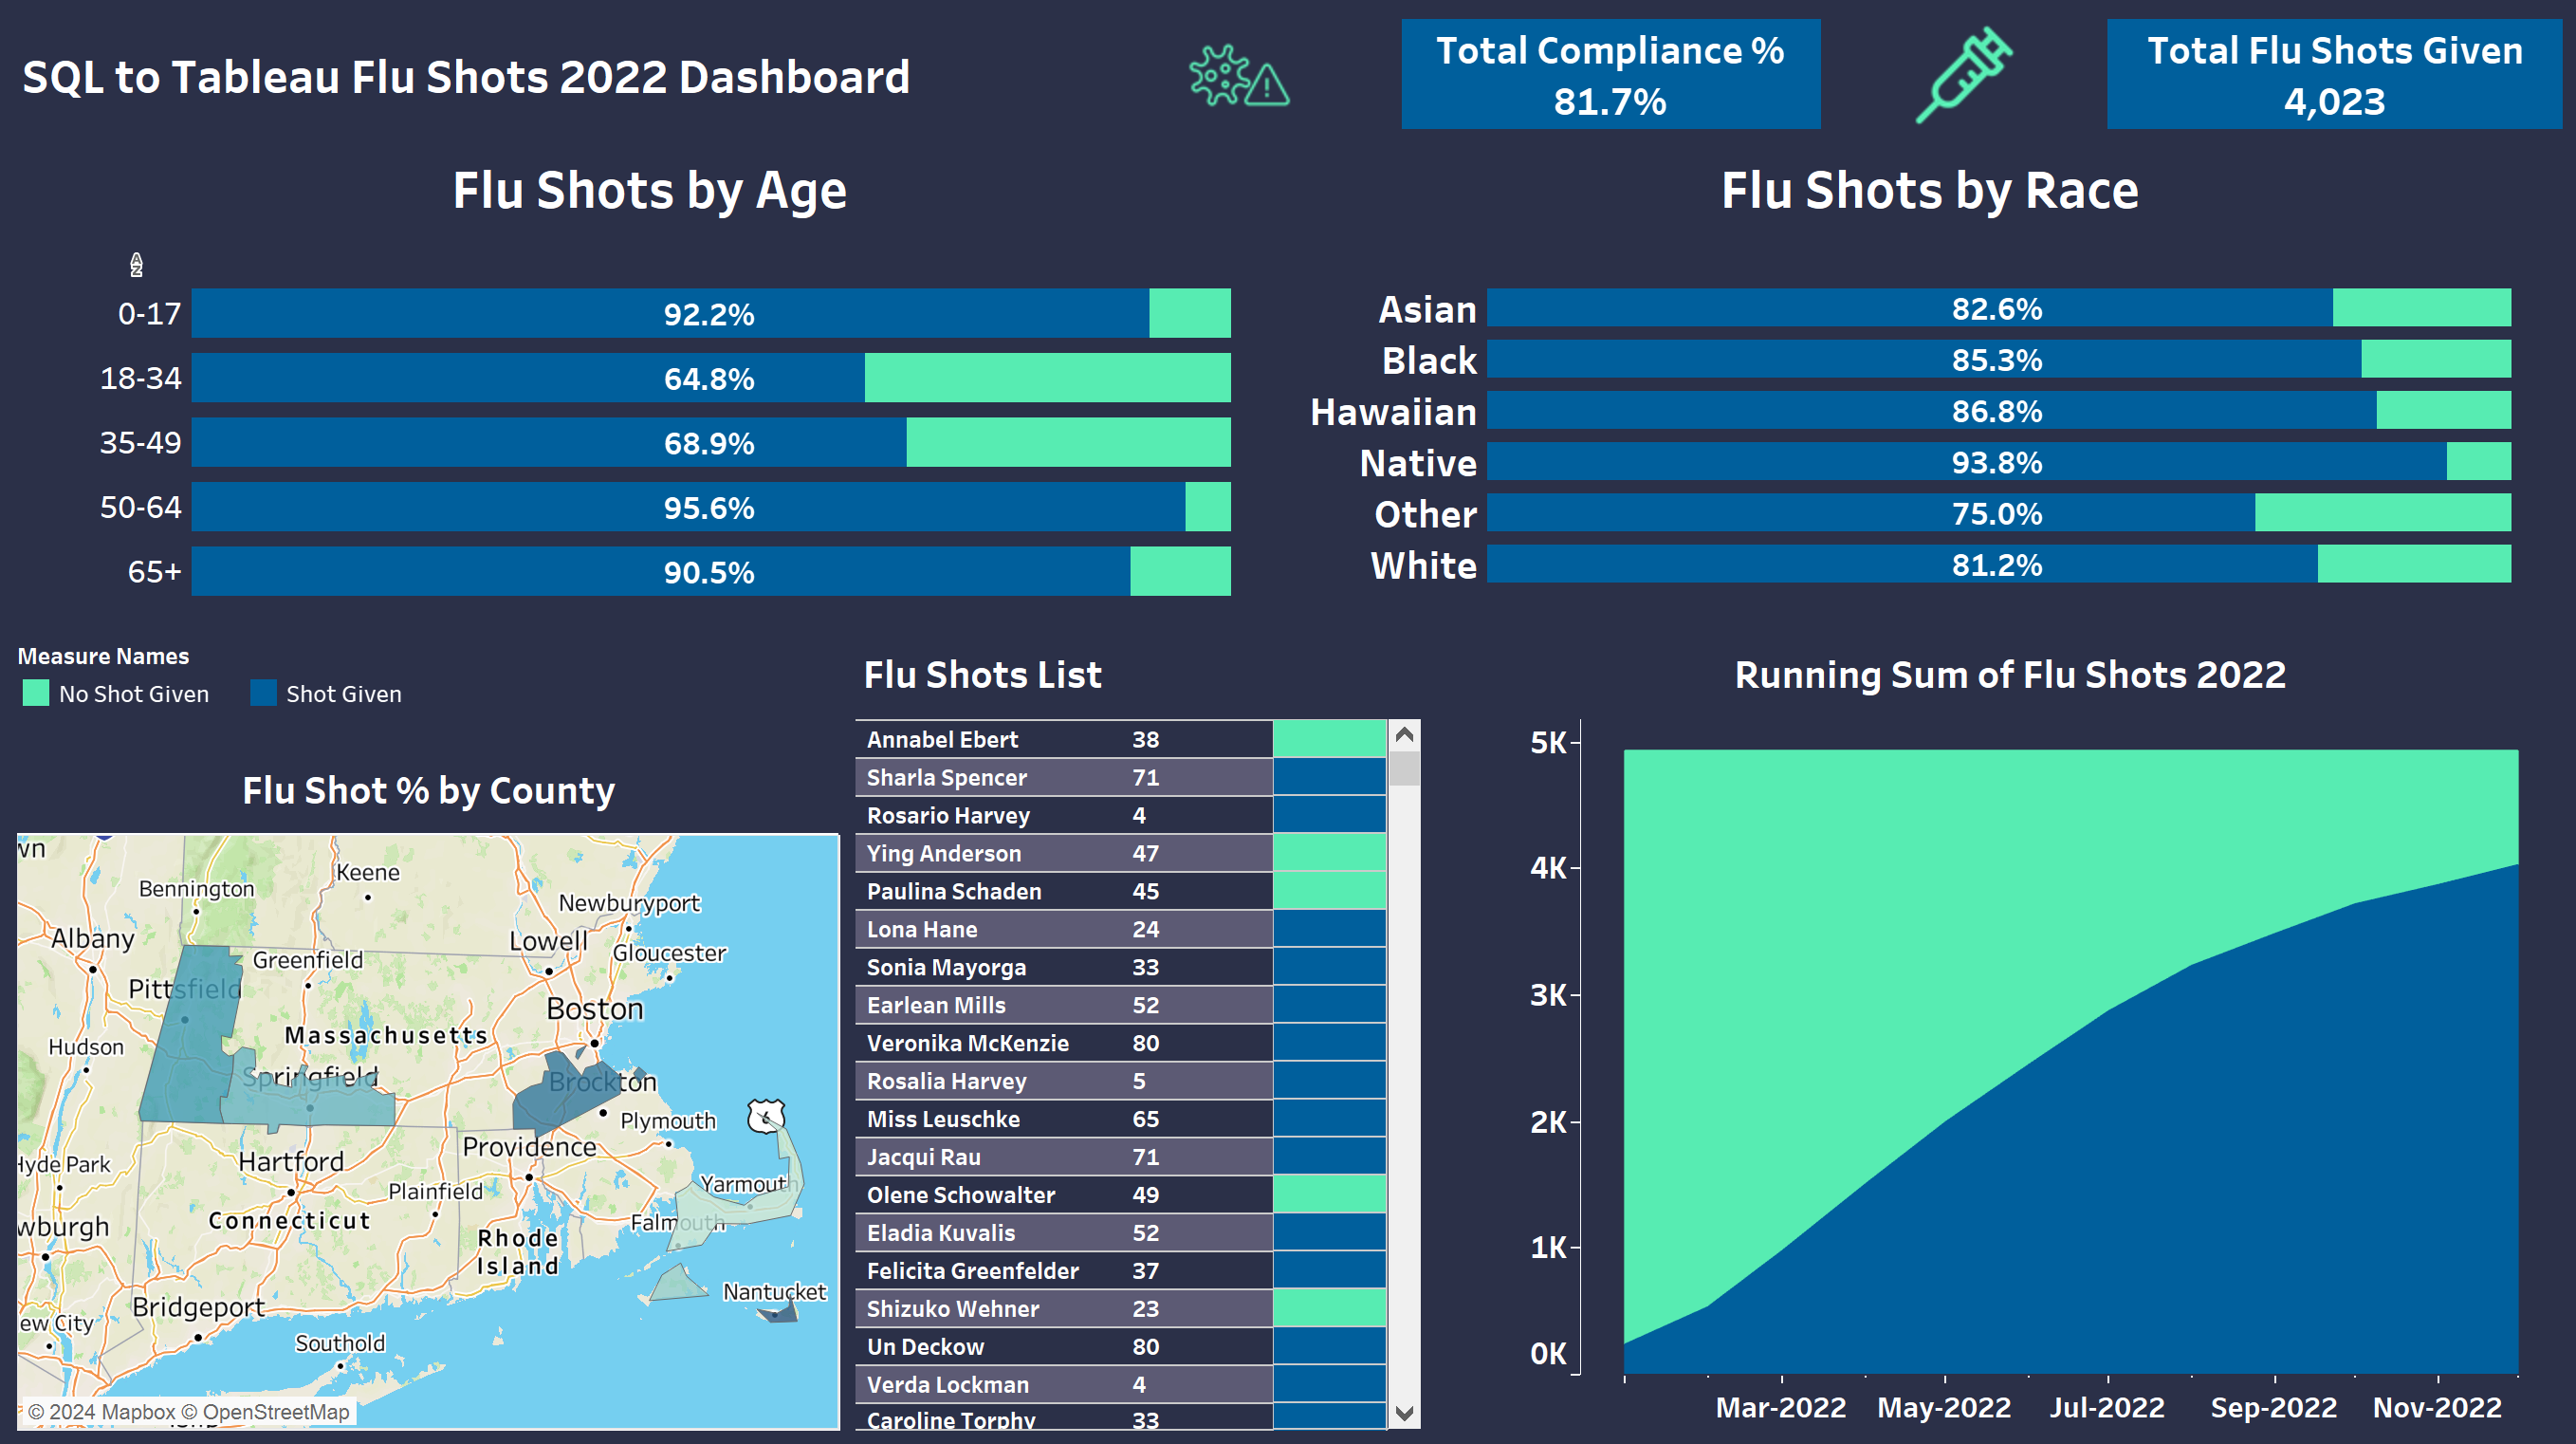 SQL to Tableau Flu Shots 2022 Dashboard
Total Compliance %
81.7%
Total Flu Shots Given
4,023
Flu Shots by Age
A
Z
0-17 92.2%
18-34 64.8%
35-49 68.9%
50-64 95.6%
65+ 90.5%
Flu Shots by Race
Asian 82.6%
Black 85.3%
Hawaiian 86.8%
Native 93.8%
Other 75.0%
White 81.2%
Measure Names
No Shot Given Shot Given
Flu Shot % by County
wn
Keene
Bennington
Newburyport
Albany
Lowell
Gloucester
Greenfield
Pittsfield
Boston
Massachusetts
Hudson
Springfield
Brockton
Plymouth
6
Providence
Hartford
Hyde Park
Plainfield
Yarmouth
Connecticut
Falmouth
wburgh
Rhode
Island
Nantucket
Bridgeport
ew City
Southold
© 2024 Mapbox © OpenStreetMap
Flu Shots List
Annabel Ebert 38
Sharla Spencer 71
Rosario Harvey 4
Ying Anderson 47
Paulina Schaden 45
Lona Hane 24
Sonia Mayorga 33
Earlean Mills 52
Veronika McKenzie 80
Rosalia Harvey 5
Miss Leuschke 65
Jacqui Rau 71
Olene Schowalter 49
Eladia Kuvalis 52
Felicita Greenfelder 37
Shizuko Wehner 23
Un Deckow 80
Verda Lockman 4
Caroline Torphy 33
Running Sum of Flu Shots 2022
5K
4K
3K
2K
1K
0K
Mar-2022 May-2022 Jul-2022 Sep-2022 Nov-2022